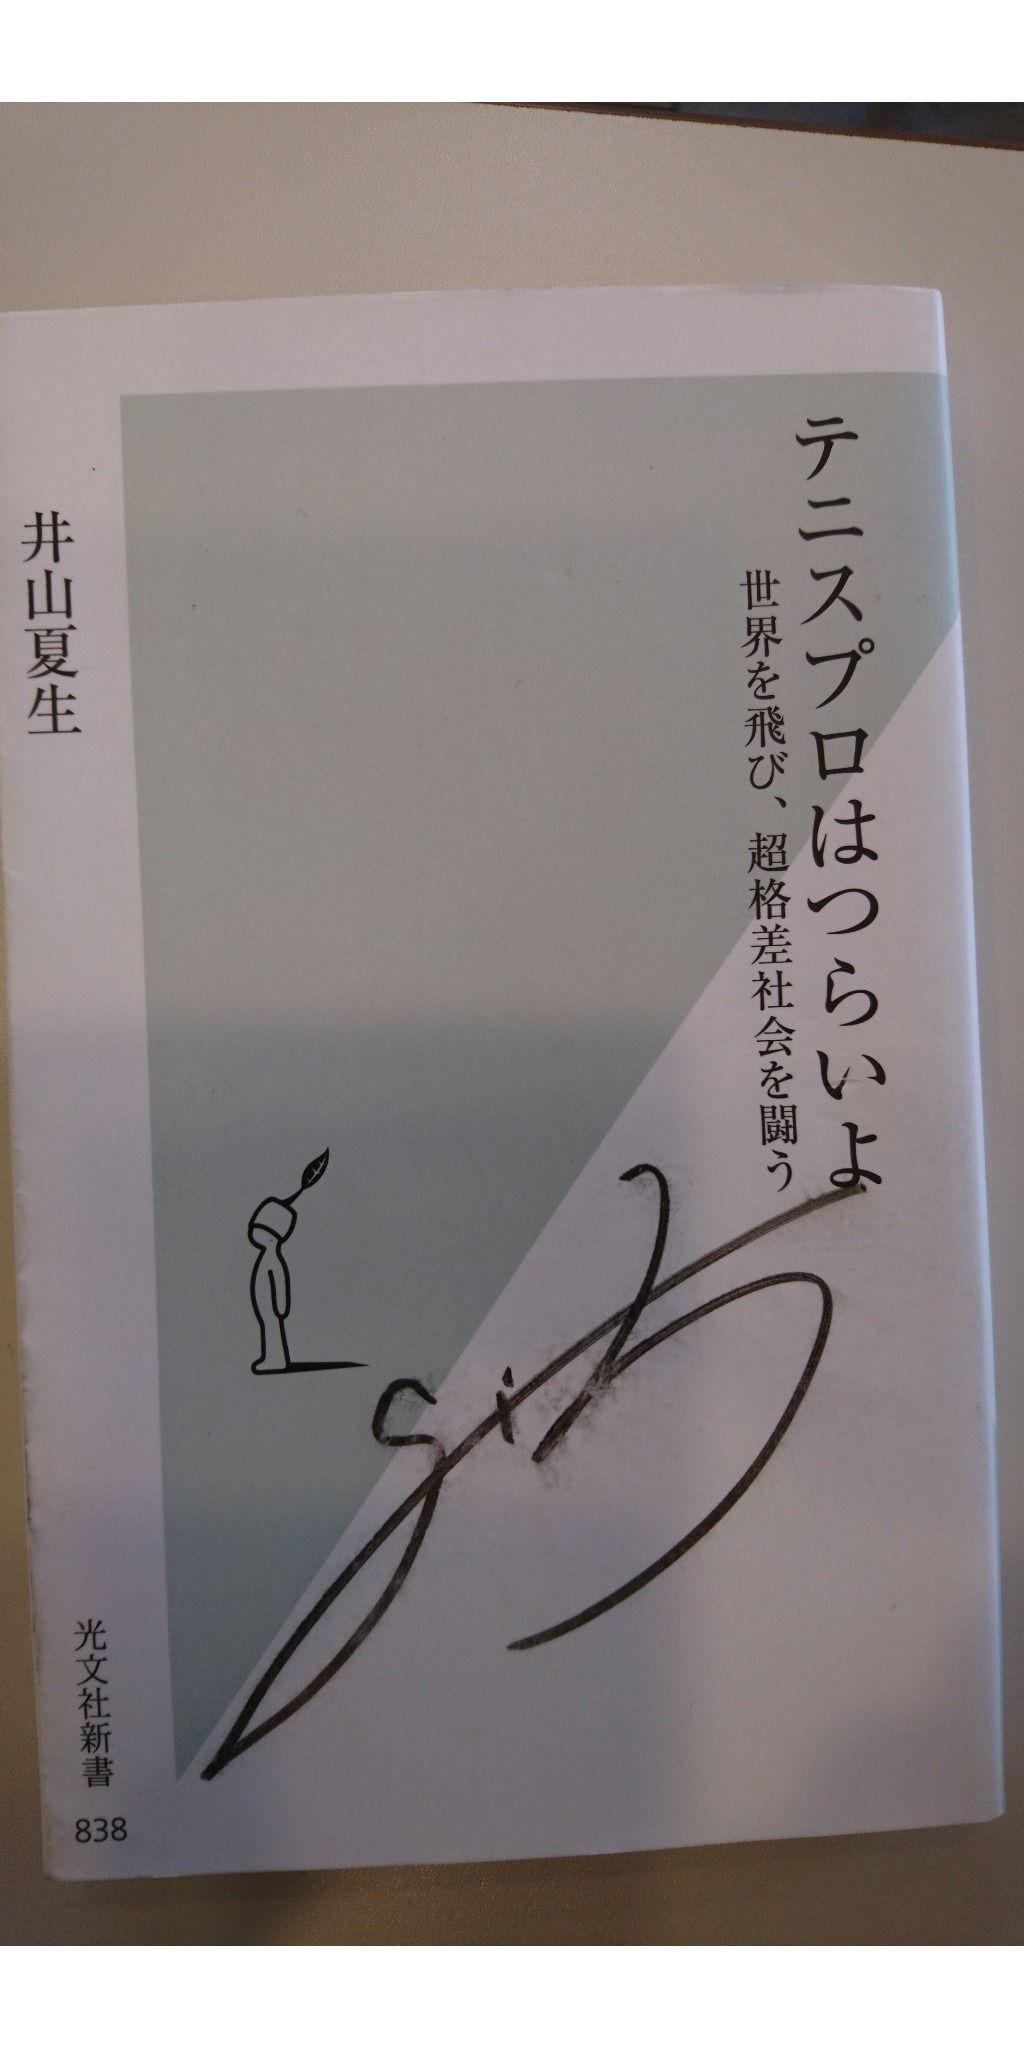 テニスプロはつらいよ
世界を飛び、超格差社会を闘う
井山夏生
光文社新書
838